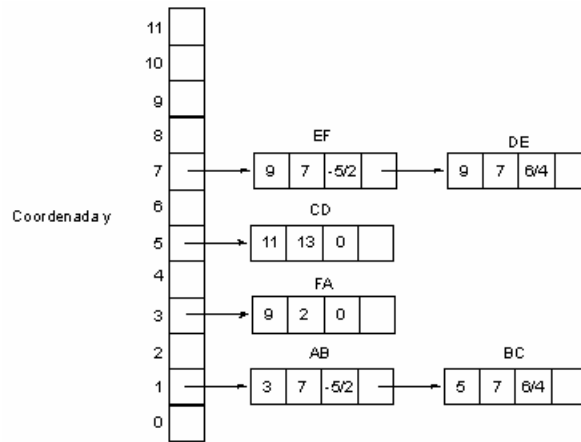 11
10
9
8 EF DE
7 9 7 -5/2 9 7 6/4
6 CD
Coordenada y
5 11 13 0
4 FA
3 9 2 0
2 AB BC
1 3 7 -5/2 5 7 6/4
0